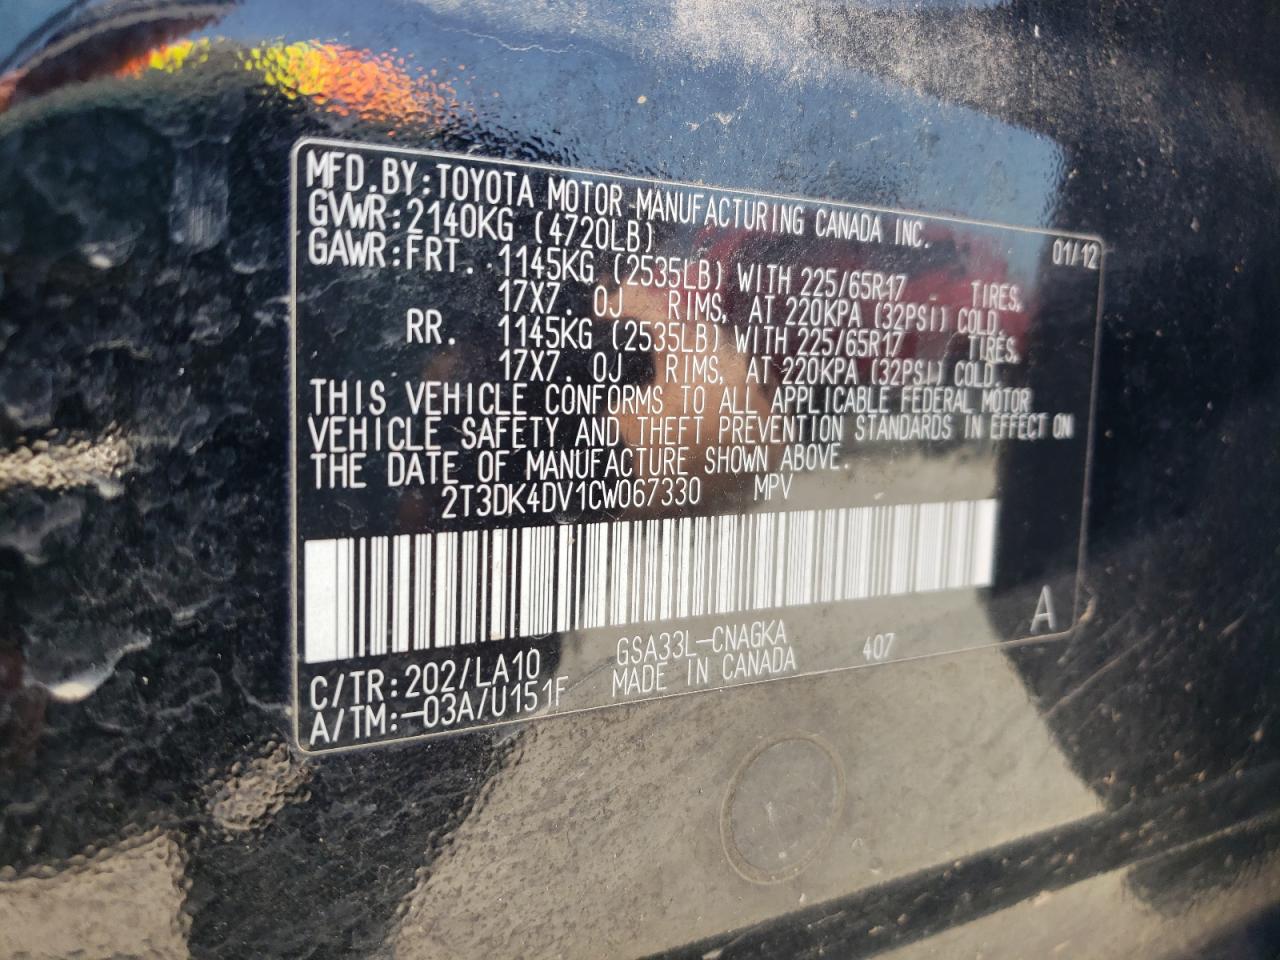 MFD.BY:TOYOTA MOTOR MANUFACTURING CANADA INC.
GVWR:2140KG (4720LB) 01/12
GAWR:FRT. 1145KG (2535LB) WITH 225/65R17 TIRES,
17X7. 0J RIMS, AT 220KPA (32PSI) COLD.
RR. 1145KG (2535LB) WITH 225/65R17 TIRES,
17X7. 0J RIMS, AT 220KPA (32PSI) COLD.
THIS VEHICLE CONFORMS TO ALL APPLICABLE FEDERAL MOTOR
VEHICLE SAFETY AND THEFT PREVENTION STANDARDS IN EFFECT ON
THE DATE OF MANUFACTURE SHOWN ABOVE.
2T3DK4DV1CW067330 MPV
A
C/TR:202/LA10 GSA33L-CNAGKA 407
A/TM:-03A/U151F MADE IN CANADA